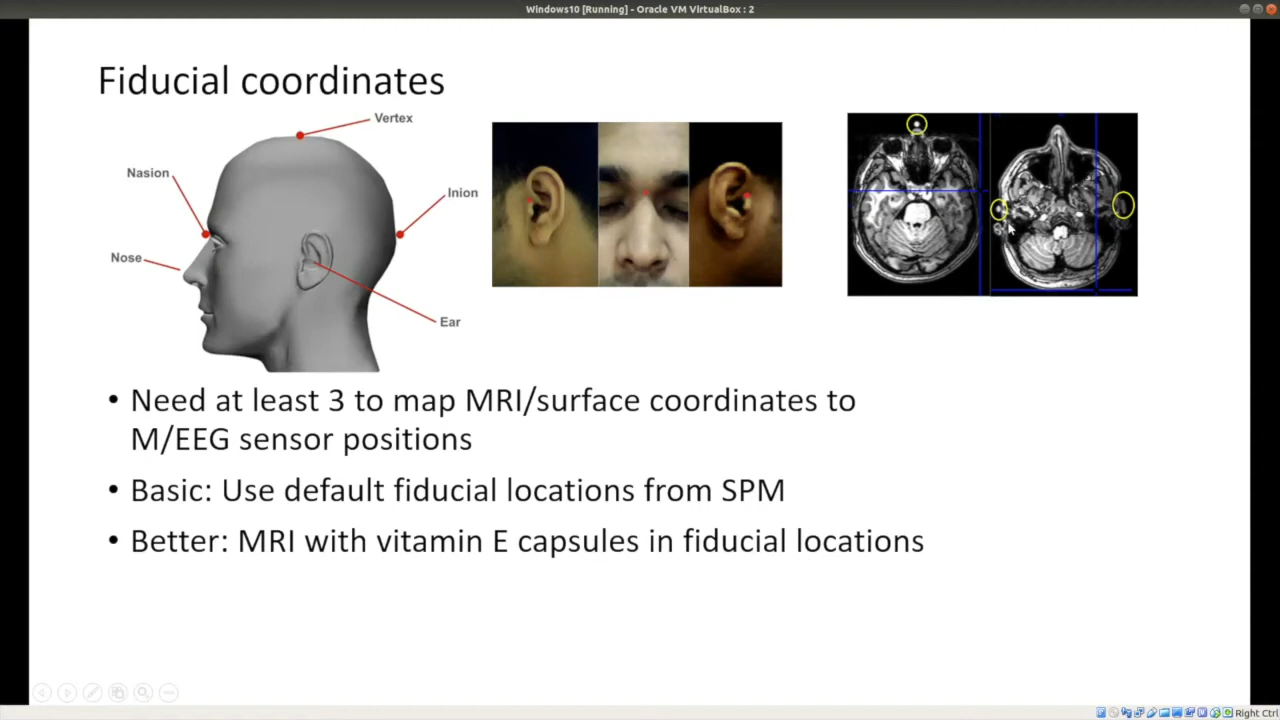 Windows10 [Running] - Oracle VM VirtualBox : 2
Fiducial coordinates
Vertex
Nasion
Inion
Nose
Ear
• Need at least 3 to map MRI/surface coordinates to
M/EEG sensor positions
• Basic: Use default fiducial locations from SPM
• Better: MRI with vitamin E capsules in fiducial locations
Right Ctrl